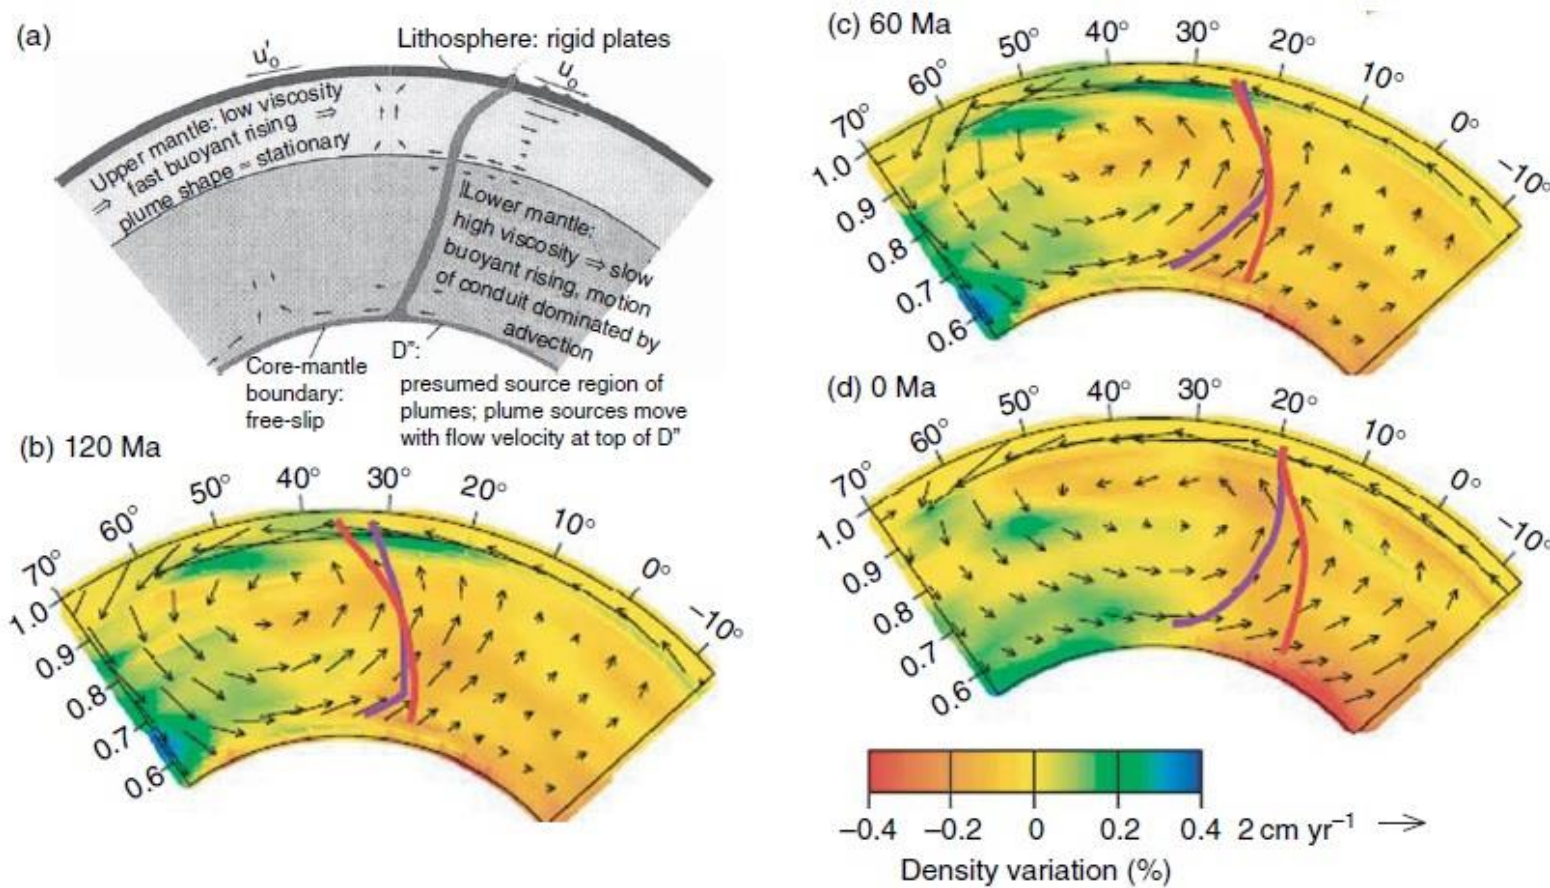 (a)
Lithosphere: rigid plates
u'o
uo
Upper mantle: low viscosity
⇒ fast buoyant rising ⇒
plume shape ≈ stationary
Lower mantle:
high viscosity ⇒ slow
buoyant rising, motion
of conduit dominated by
advection
Core-mantle
boundary:
free-slip
D":
presumed source region of
plumes; plume sources move
with flow velocity at top of D"
(b) 120 Ma
70° 60° 50° 40° 30° 20° 10° 0° –10°
1.0
0.9
0.8
0.7
0.6
(c) 60 Ma
70° 60° 50° 40° 30° 20° 10° 0° –10°
1.0
0.9
0.8
0.7
0.6
(d) 0 Ma
70° 60° 50° 40° 30° 20° 10° 0° –10°
1.0
0.9
0.8
0.7
0.6
–0.4 –0.2 0 0.2 0.4 2 cm yr–1
Density variation (%)